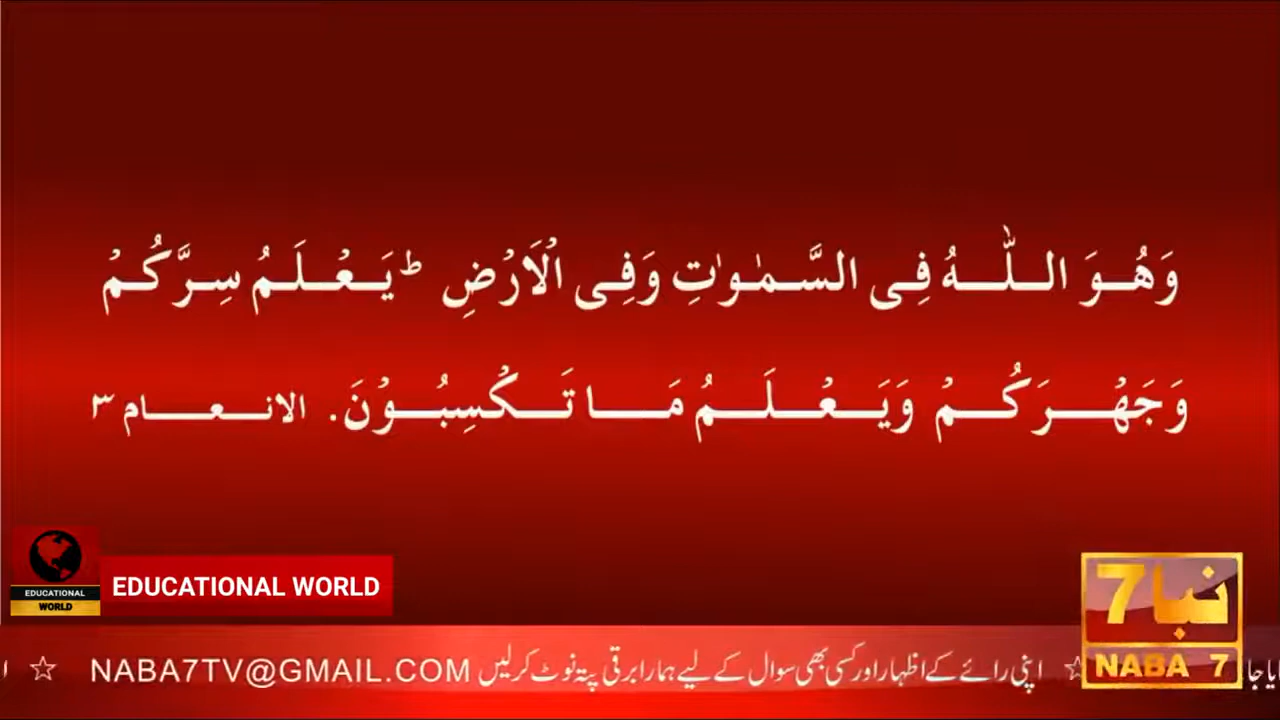 وَهُوَ اللّٰهُ فِی السَّمٰوٰتِ وَفِی الْاَرْضِ ؕ یَعْلَمُ سِرَّکُمْ
وَجَهْرَکُمْ وَیَعْلَمُ مَا تَکْسِبُوْنَ. الانعام ۳
EDUCATIONAL
WORLD
EDUCATIONAL WORLD
نبا 7
NABA 7
☆ اپنی رائے کے اظہار اور کسی بھی سوال کے لیے ہمارا برقی پتہ نوٹ کرلیں NABA7TV@GMAIL.COM ☆